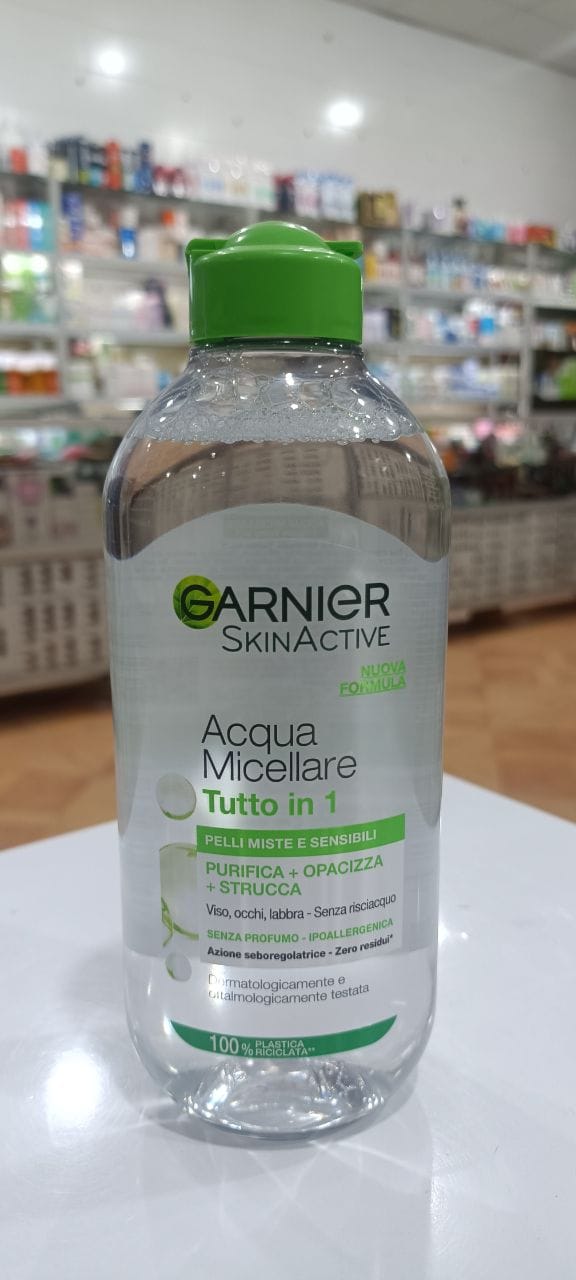 GARNIER
SKINACTIVE
NUOVA
FORMULA
Acqua
Micellare
Tutto in 1
PELLI MISTE E SENSIBILI
PURIFICA + OPACIZZA
+ STRUCCA
Viso, occhi, labbra - Senza risciacquo
SENZA PROFUMO - IPOALLERGENICA
Azione seboregolatrice - Zero residui*
Dermatologicamente e
oftalmologicamente testata
100% PLASTICA
RICICLATA**